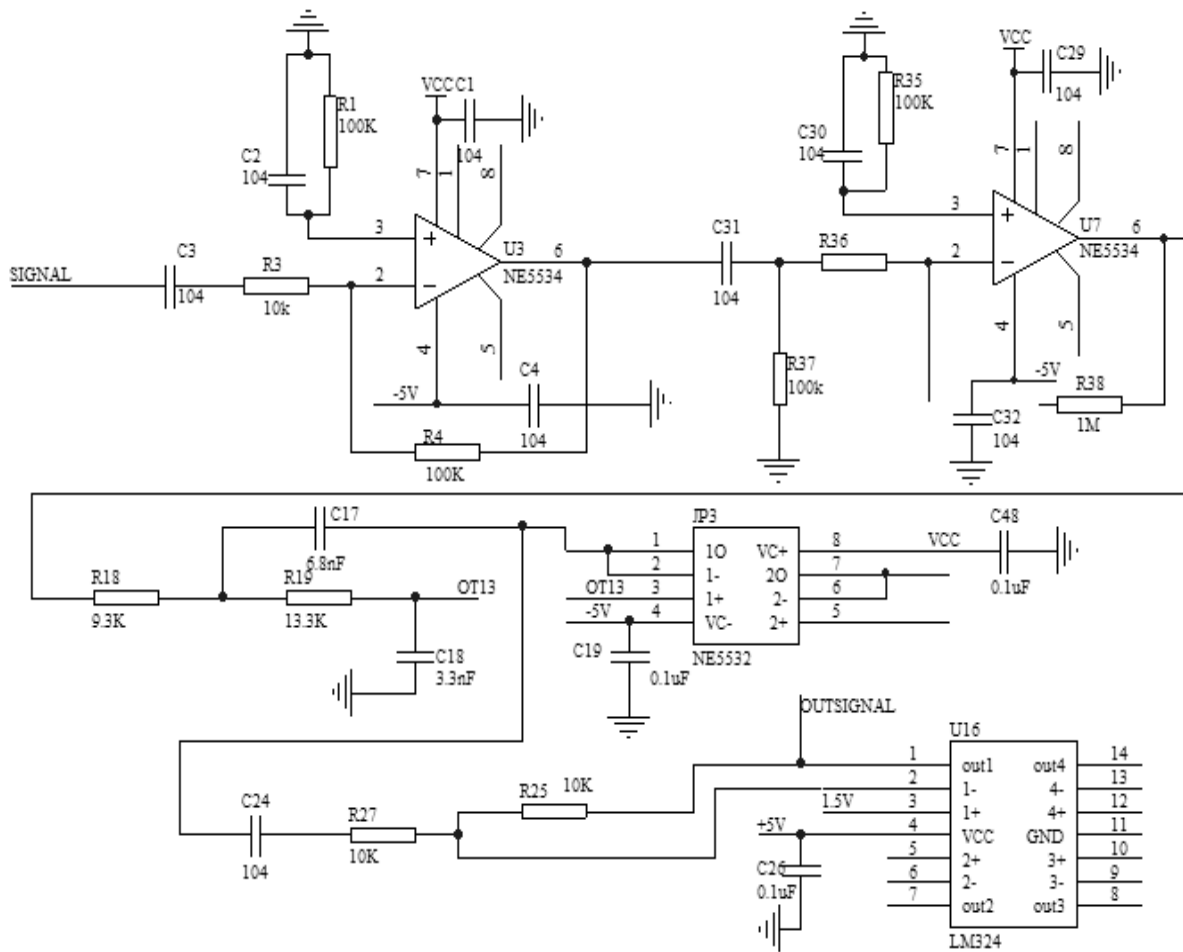 VCC
C29
104
R35
100K
VCC
C1
104
R1
100K
C30
104
C2
104
7
1
8
7
1
8
3
U7
6
NE5534
2
3
U3
6
NE5534
2
C31
104
R36
C3
104
SIGNAL
R3
10k
4
5
4
5
R37
100k
-5V
C4
104
-5V
R38
1M
C32
104
R4
100K
C17
6.8nF
JP3
C48
0.1uF
1
1O
VC+
8
VCC
2
1-
2O
7
OT13
3
1+
2-
6
-5V
4
VC-
2+
5
NE5532
R18
9.3K
R19
13.3K
OT13
C18
3.3nF
C19
0.1uF
OUTSIGNAL
U16
1
out1
out4
14
2
1-
4-
13
1.5V
3
1+
4+
12
+5V
4
VCC
GND
11
5
2+
3+
10
6
2-
3-
9
7
out2
out3
8
LM324
10K
R25
C24
104
R27
10K
C26
0.1uF